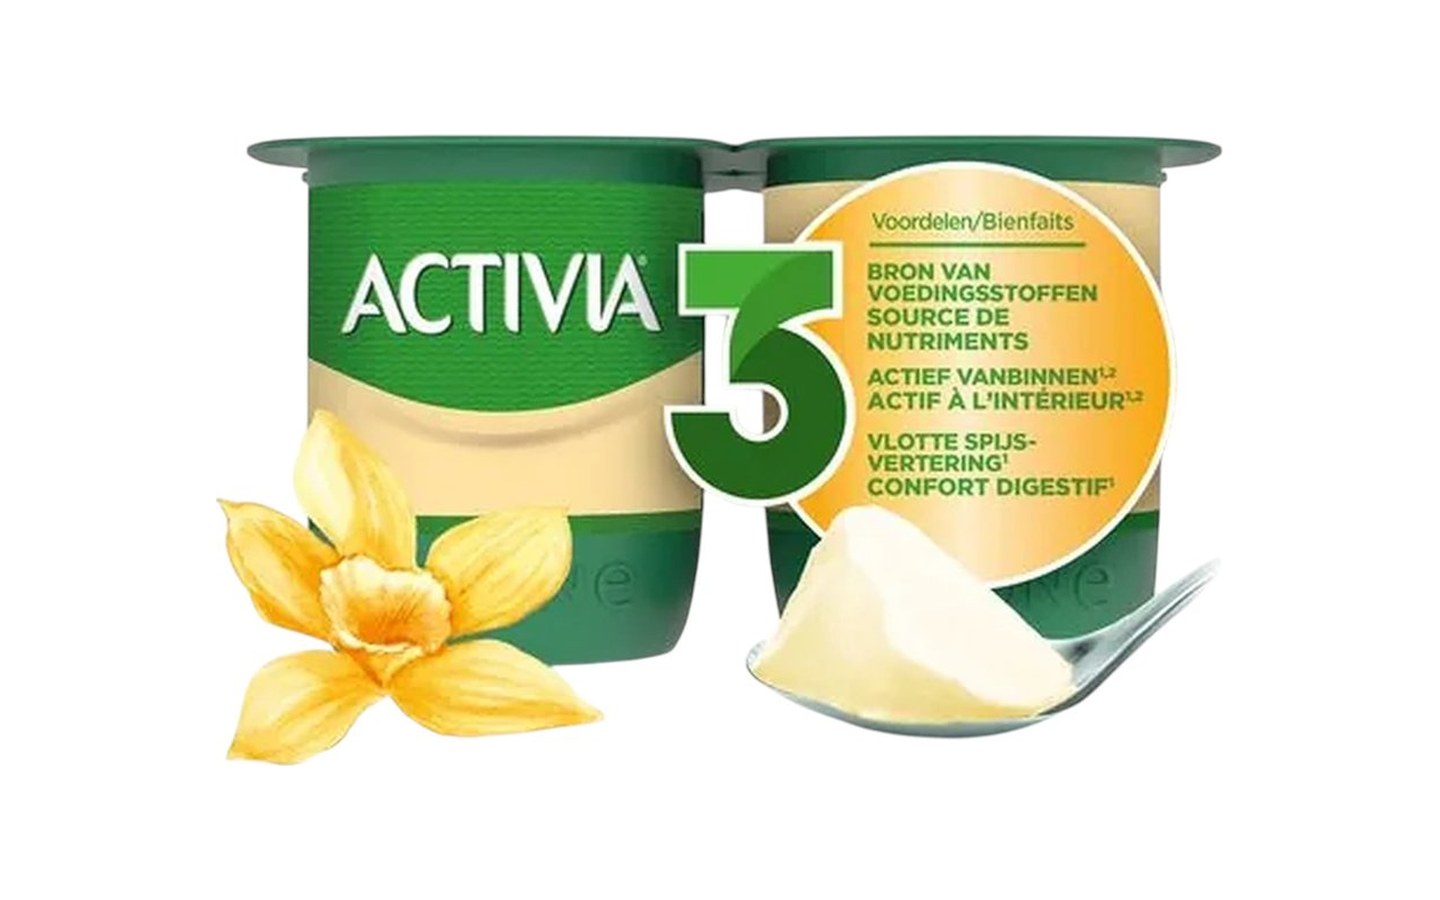 ACTIVIA®
3
Voordelen/Bienfaits
BRON VAN
VOEDINGSSTOFFEN
SOURCE DE
NUTRIMENTS
ACTIEF VANBINNEN¹,²
ACTIF À L'INTÉRIEUR¹,²
VLOTTE SPIJS-
VERTERING¹
CONFORT DIGESTIF¹